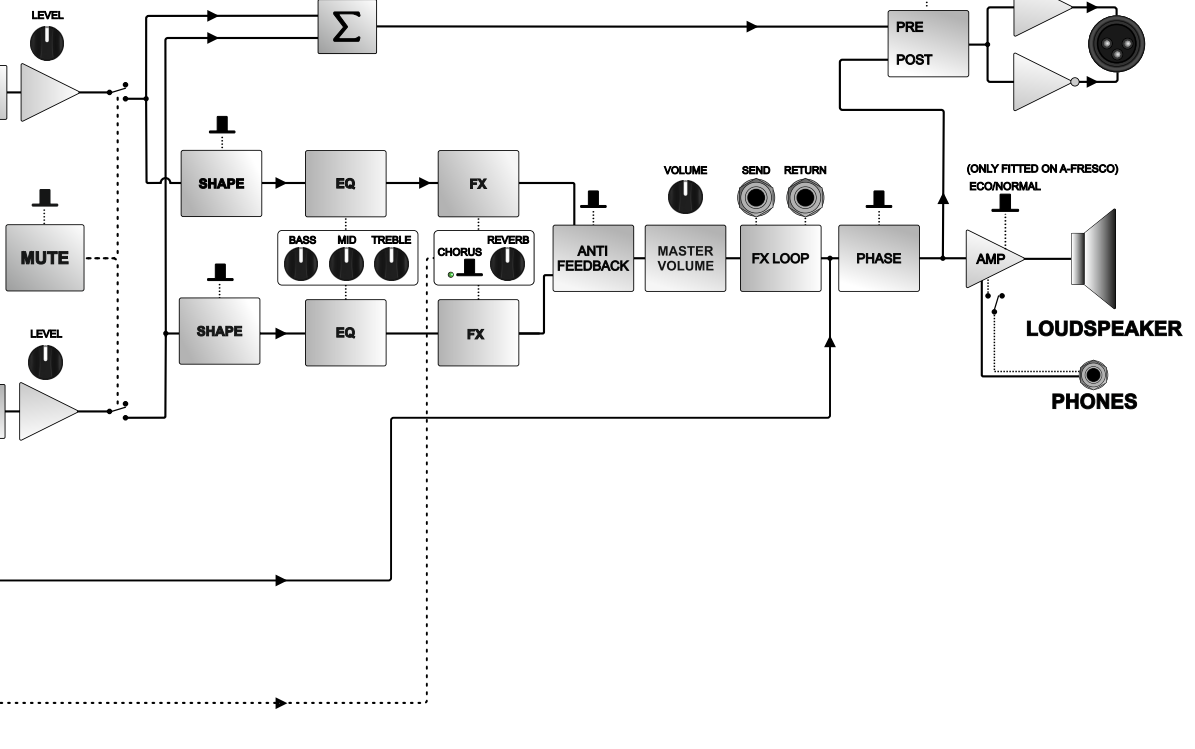 LEVEL
Σ
PRE
POST
SHAPE
EQ
FX
VOLUME
SEND
RETURN
(ONLY FITTED ON A-FRESCO)
ECO/NORMAL
MUTE
BASS
MID
TREBLE
CHORUS
REVERB
ANTI
FEEDBACK
MASTER
VOLUME
FX LOOP
PHASE
AMP
LEVEL
SHAPE
EQ
FX
LOUDSPEAKER
PHONES